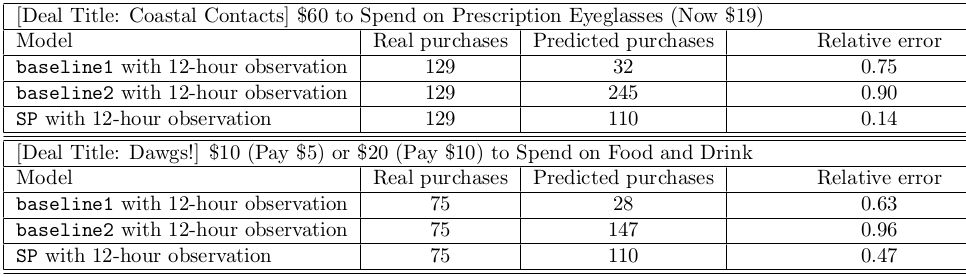 [Deal Title: Coastal Contacts] $60 to Spend on Prescription Eyeglasses (Now $19)
Model Real purchases Predicted purchases Relative error
baseline1 with 12-hour observation 129 32 0.75
baseline2 with 12-hour observation 129 245 0.90
SP with 12-hour observation 129 110 0.14
[Deal Title: Dawgs!] $10 (Pay $5) or $20 (Pay $10) to Spend on Food and Drink
Model Real purchases Predicted purchases Relative error
baseline1 with 12-hour observation 75 28 0.63
baseline2 with 12-hour observation 75 147 0.96
SP with 12-hour observation 75 110 0.47